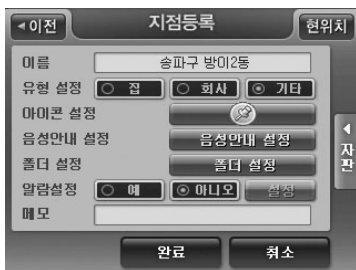 ◀이전 지점등록 현위치
이름 송파구 방이2동
유형 설정 집 회사 기타
아이콘 설정
음성안내 설정 음성안내 설정
폴더 설정 폴더 설정
알람설정 예 아니오 설정
메모
자판
완료 취소